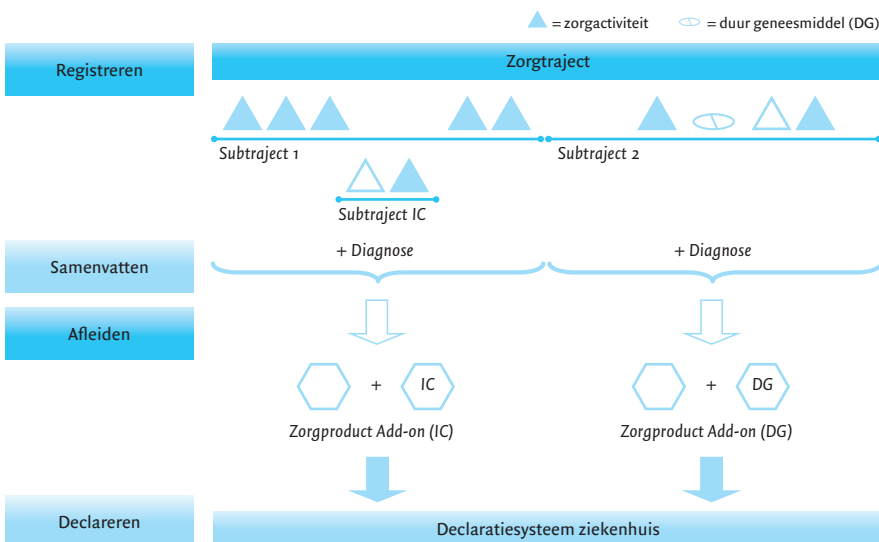 = zorgactiviteit = duur geneesmiddel (DG)
Registreren
Zorgtraject
Subtraject 1
Subtraject 2
Subtraject IC
Samenvatten
+ Diagnose
+ Diagnose
Afleiden
+ IC
+ DG
Zorgproduct Add-on (IC)
Zorgproduct Add-on (DG)
Declareren
Declaratiesysteem ziekenhuis